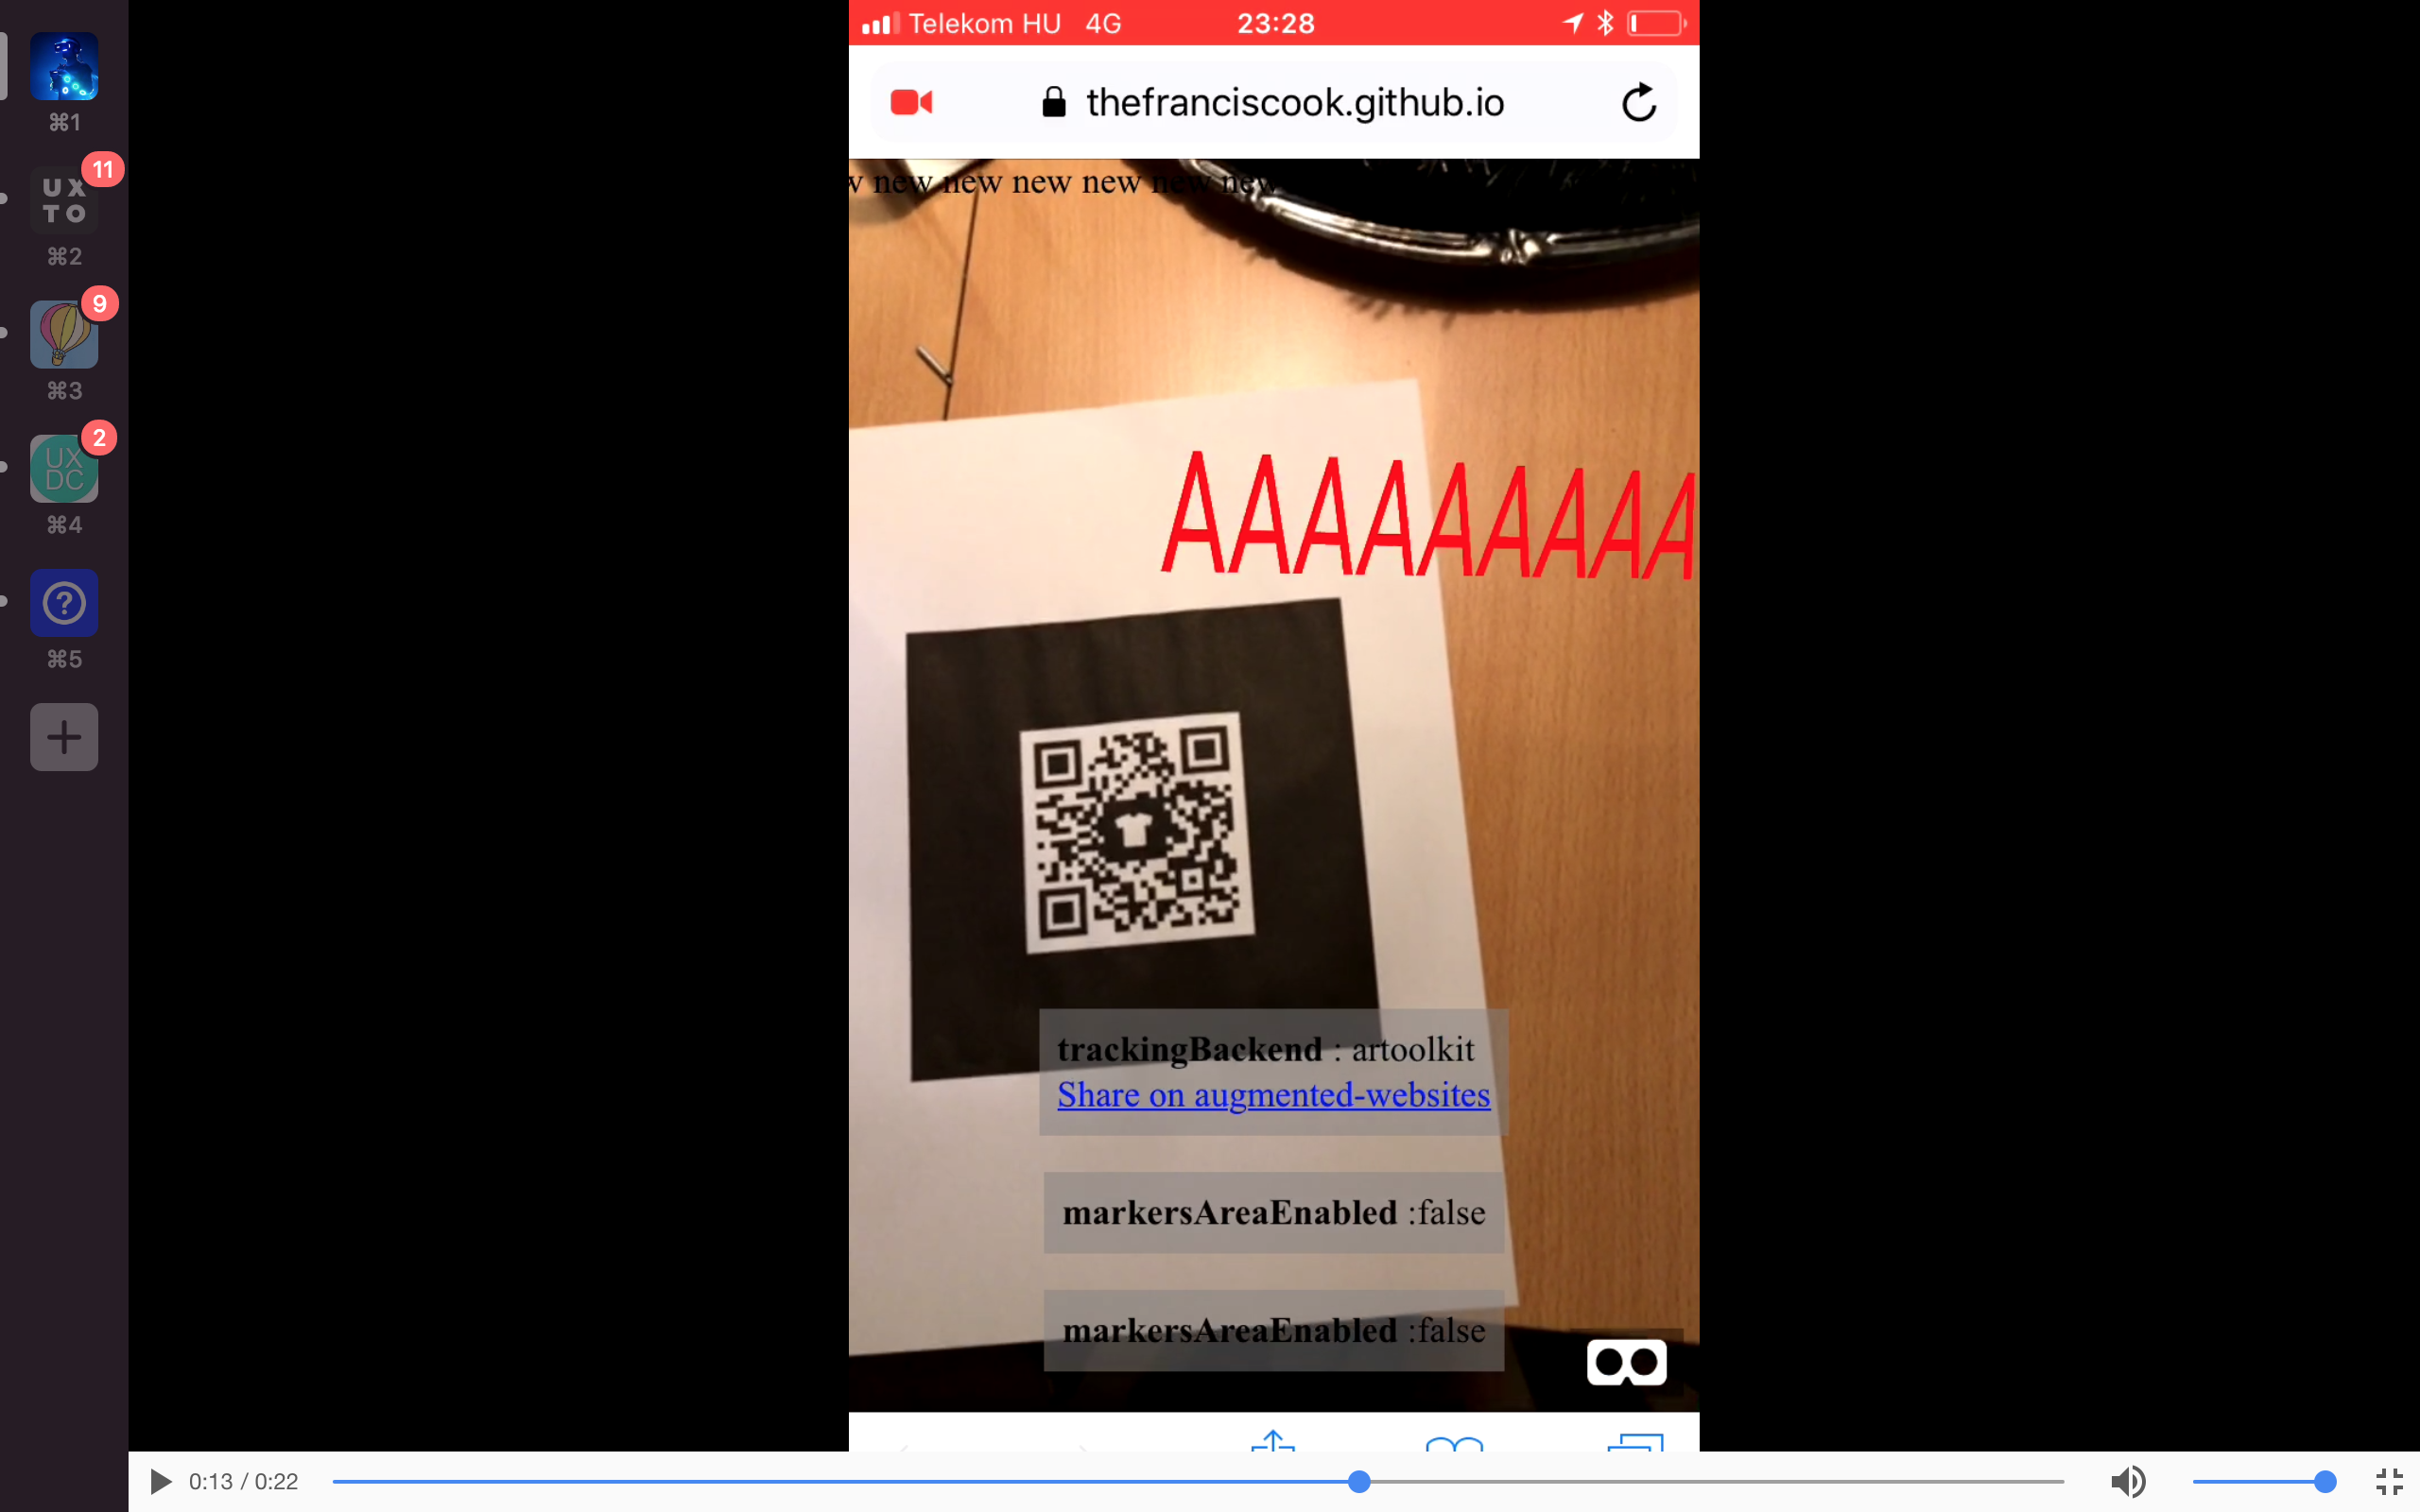 ⌘1
11
UX
TO
⌘2
9
⌘3
2
UX
DC
⌘4
?
⌘5
Telekom HU 4G 23:28
thefranciscook.github.io
new new new new new new
AAAAAAAAA
trackingBackend : artoolkit
Share on augmented-websites
markersAreaEnabled :false
markersAreaEnabled :false
0:13 / 0:22